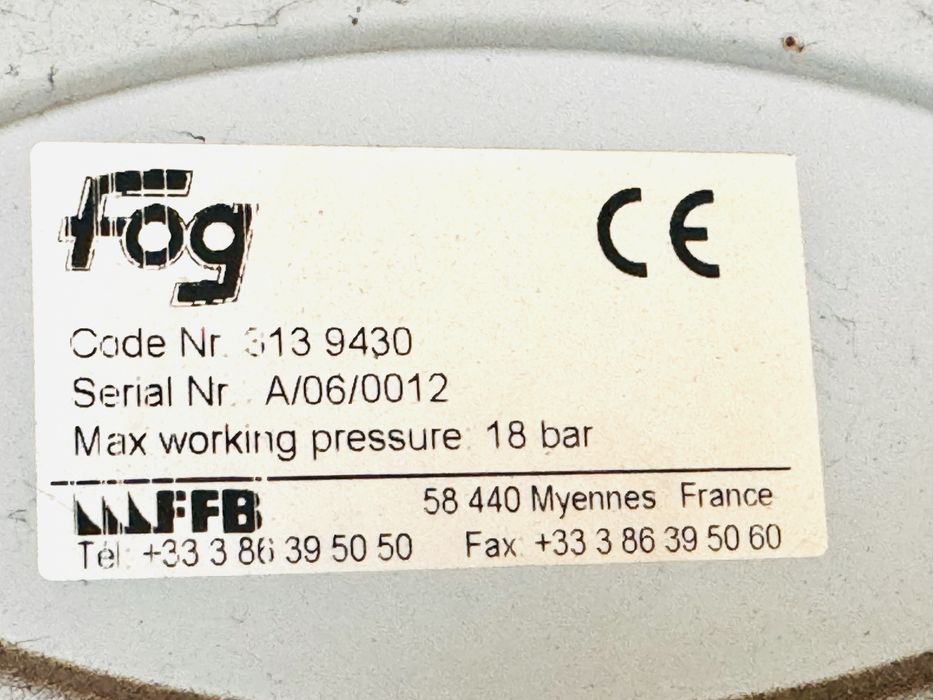 Fog
CE
Code Nr. 313 9430
Serial Nr. A/06/0012
Max working pressure: 18 bar
FFB
58 440 Myennes France
Tél: +33 3 86 39 50 50 Fax: +33 3 86 39 50 60